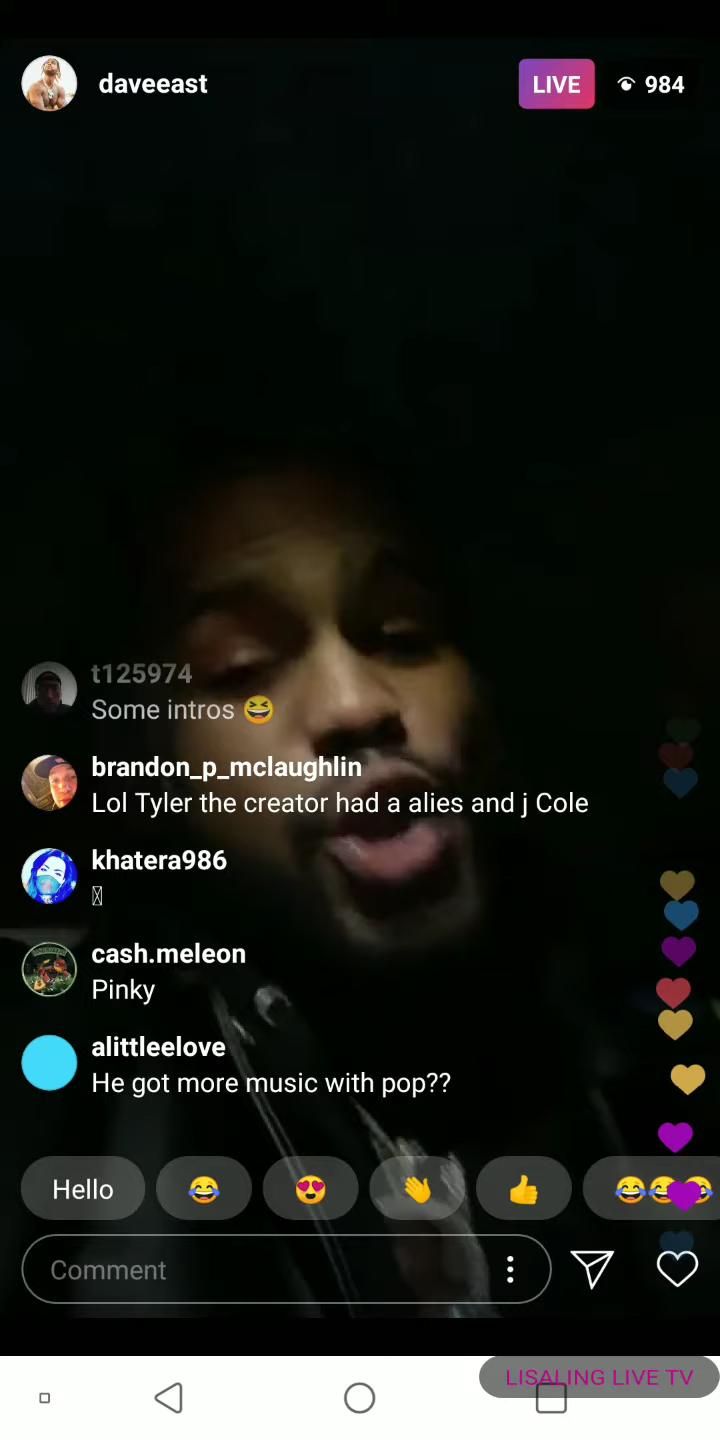 daveeast
LIVE
984
t125974
Some intros 😆
brandon_p_mclaughlin
Lol Tyler the creator had a alies and j Cole
khatera986
cash.meleon
Pinky
alittleelove
He got more music with pop??
Hello 😂 😍 👋 👍 😂😂😂
Comment
LISALING LIVE TV